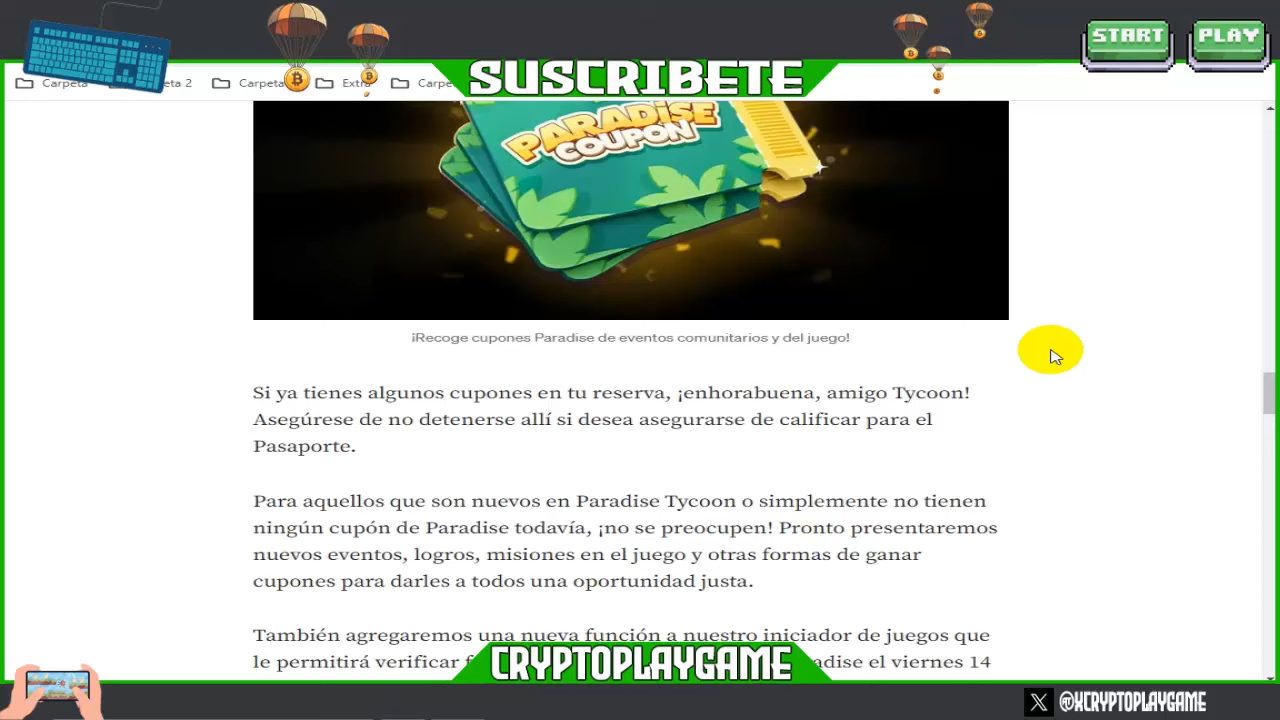 START
PLAY
SUSCRIBETE
Carpeta
eta 2
Carpeta
Extra
Carpe
PARADISE
COUPON
¡Recoge cupones Paradise de eventos comunitarios y del juego!
Si ya tienes algunos cupones en tu reserva, ¡enhorabuena, amigo Tycoon!
Asegúrese de no detenerse allí si desea asegurarse de calificar para el
Pasaporte.
Para aquellos que son nuevos en Paradise Tycoon o simplemente no tienen
ningún cupón de Paradise todavía, ¡no se preocupen! Pronto presentaremos
nuevos eventos, logros, misiones en el juego y otras formas de ganar
cupones para darles a todos una oportunidad justa.
También agregaremos una nueva función a nuestro iniciador de juegos que
le permitirá verificar
adise el viernes 14
CRYPTOPLAYGAME
X @XCRYPTOPLAYGAME